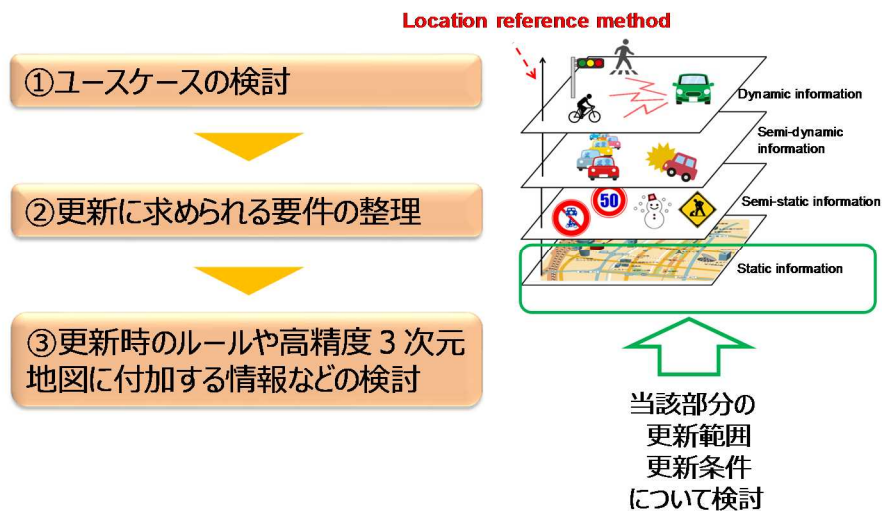 ①ユースケースの検討
②更新に求められる要件の整理
③更新時のルールや高精度３次元
地図に付加する情報などの検討
Location reference method
Dynamic information
Semi-dynamic
information
50
Semi-static information
Static information
当該部分の
更新範囲
更新条件
について検討